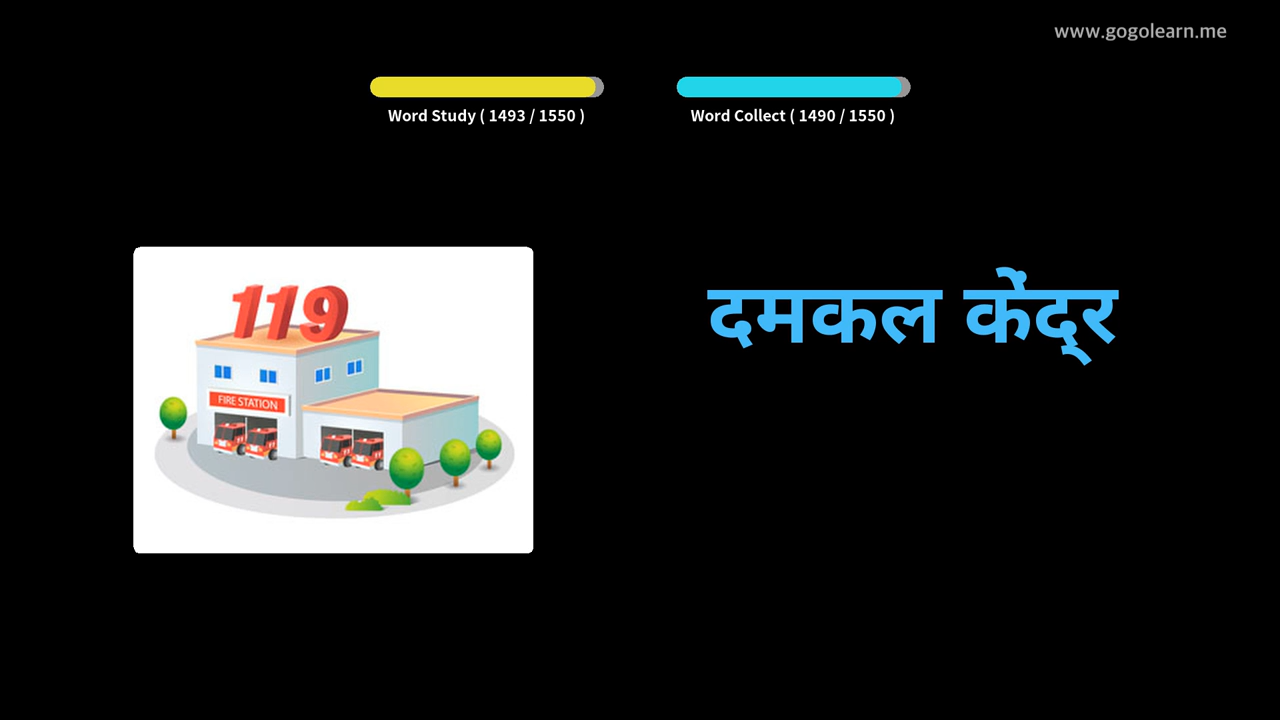 www.gogolearn.me
Word Study ( 1493 / 1550 )
Word Collect ( 1490 / 1550 )
119
FIRE STATION
दमकल केंद्र